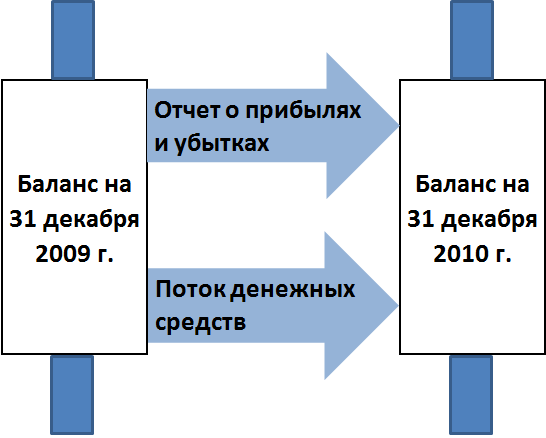 Баланс на
31 декабря
2009 г.
Отчет о прибылях
и убытках
Поток денежных
средств
Баланс на
31 декабря
2010 г.